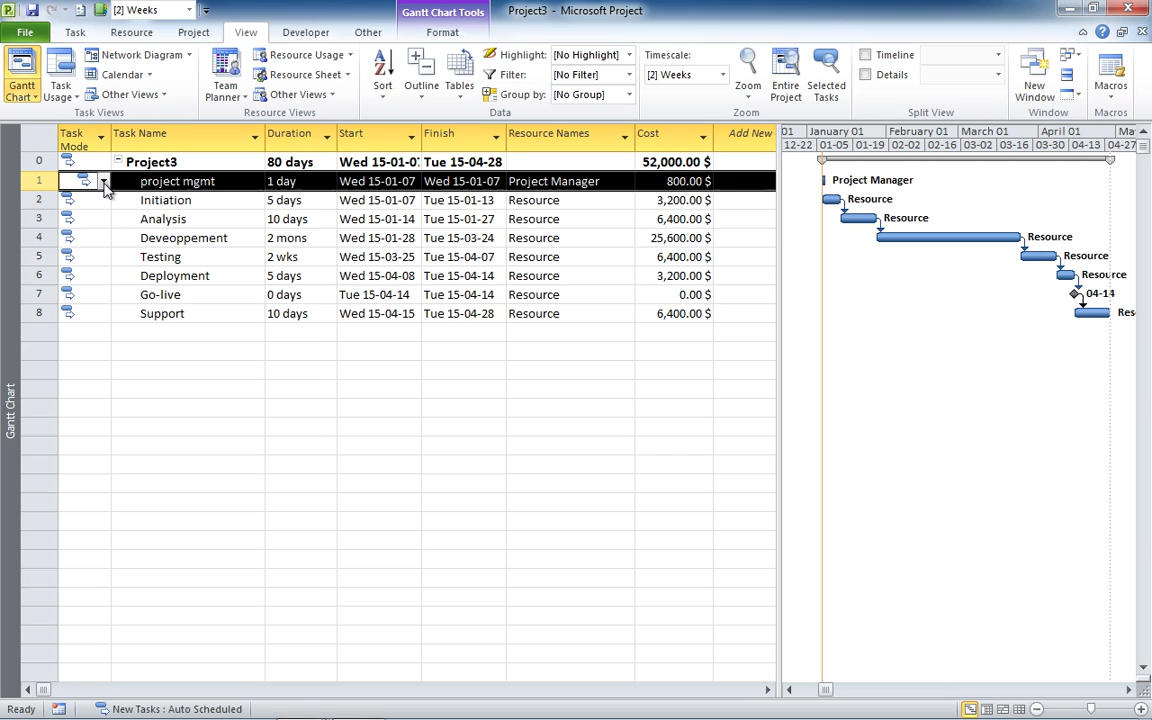 [2] Weeks
Gantt Chart Tools
Project3 - Microsoft Project
File Task Resource Project View Developer Other Format
Gantt Chart
Task Usage
Network Diagram
Calendar
Other Views
Task Views
Team Planner
Resource Usage
Resource Sheet
Other Views
Resource Views
Sort
Outline
Tables
Highlight: [No Highlight]
Filter: [No Filter]
Group by: [No Group]
Data
Timescale:
[2] Weeks
Zoom
Entire Project
Selected Tasks
Zoom
Timeline
Details
Split View
New Window
Window
Macros
Macros
Task Mode Task Name Duration Start Finish Resource Names Cost Add New
01 January 01 February 01 March 01 April 01 Ma
12-22 01-05 01-19 02-02 02-16 03-02 03-16 03-30 04-13 04-27
0 Project3 80 days Wed 15-01-07 Tue 15-04-28 52,000.00 $
1 project mgmt 1 day Wed 15-01-07 Wed 15-01-07 Project Manager 800.00 $ Project Manager
2 Initiation 5 days Wed 15-01-07 Tue 15-01-13 Resource 3,200.00 $ Resource
3 Analysis 10 days Wed 15-01-14 Tue 15-01-27 Resource 6,400.00 $ Resource
4 Deveoppement 2 mons Wed 15-01-28 Tue 15-03-24 Resource 25,600.00 $ Resource
5 Testing 2 wks Wed 15-03-25 Tue 15-04-07 Resource 6,400.00 $ Resource
6 Deployment 5 days Wed 15-04-08 Tue 15-04-14 Resource 3,200.00 $ Resource
7 Go-live 0 days Tue 15-04-14 Tue 15-04-14 Resource 0.00 $ 04-14
8 Support 10 days Wed 15-04-15 Tue 15-04-28 Resource 6,400.00 $ Res
Gantt Chart
Ready New Tasks : Auto Scheduled